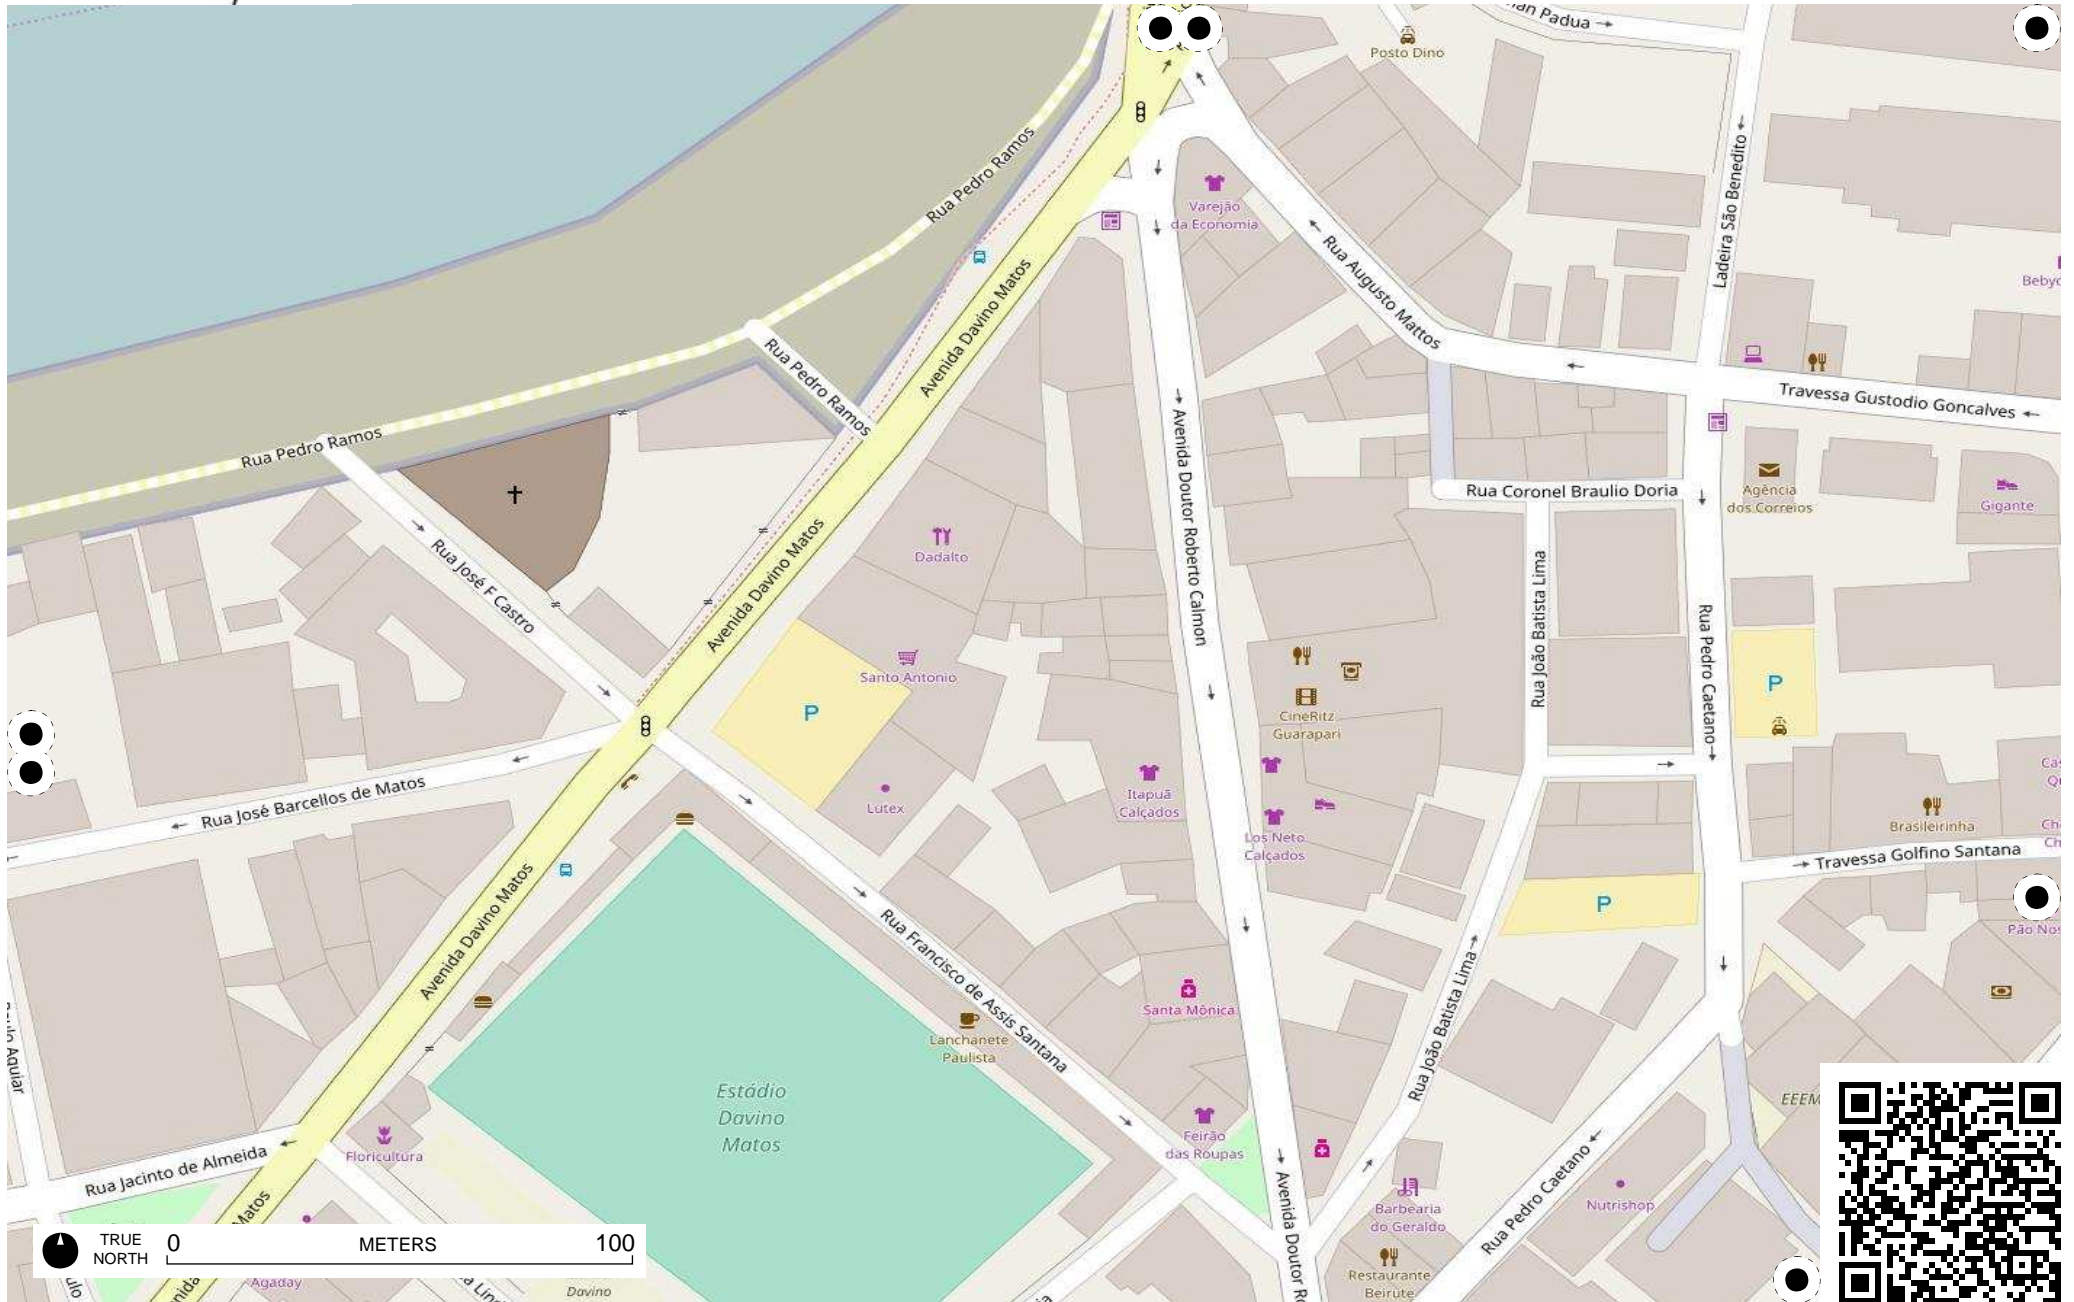 Posto Dino
Padua
Ladeira São Benedito
Rua Pedro Ramos
Varejão
da Economia
Rua Augusto Mattos
Avenida Davino Matos
Rua Pedro Ramos
Travessa Gustodio Goncalves
Rua Pedro Ramos
Agência
dos Correios
Gigante
Rua Coronel Braulio Doria
Avenida Doutor Roberto Calmon
Rua José F Castro
Dadalto
Avenida Davino Matos
Rua João Batista Lima
Rua Pedro Caetano
Santo Antonio
P
P
CineRitz
Guarapari
Rua José Barcellos de Matos
Lutex
Itapuã
Calçados
Los Neto
Calçados
Brasileirinha
Travessa Golfino Santana
P
Avenida Davino Matos
Rua Francisco de Assis Santana
Santa Mônica
Lanchanete
Paulista
Rua João Batista Lima
Aguiar
Estádio
Davino
Matos
EEEM
Feirão
das Roupas
Floricultura
Rua Jacinto de Almeida
Barbearia
do Geraldo
Nutrishop
Rua Pedro Caetano
Avenida Doutor
Matos
Restaurante
Beirute
Agaday
Davino
TRUE
NORTH
0 METERS 100